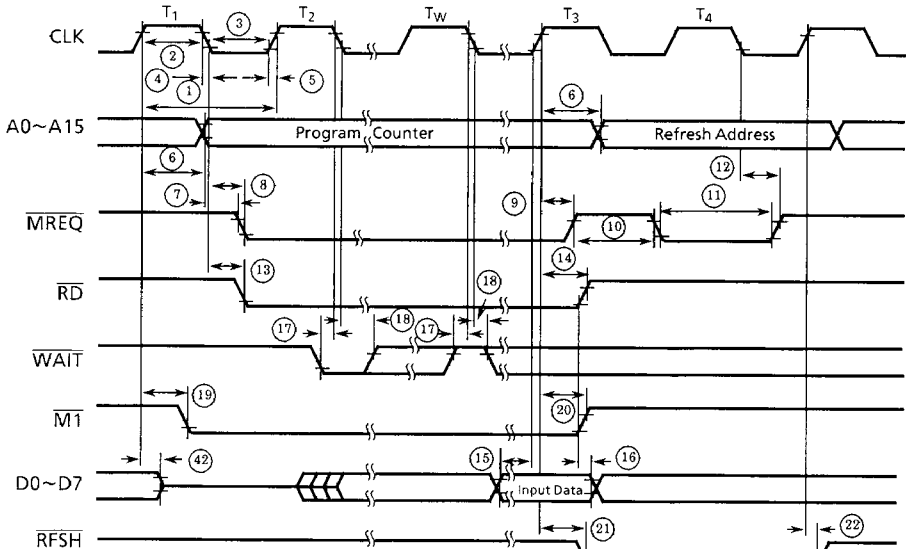 T1 T2 TW T3 T4
CLK
3
2
4 1 5
6
A0~A15 Program Counter Refresh Address
6
12
7 8 11
MREQ 9 10
13 14
RD
18
17 18 17
WAIT
19 20
M1
42 15 16
D0~D7 Input Data
21 22
RFSH